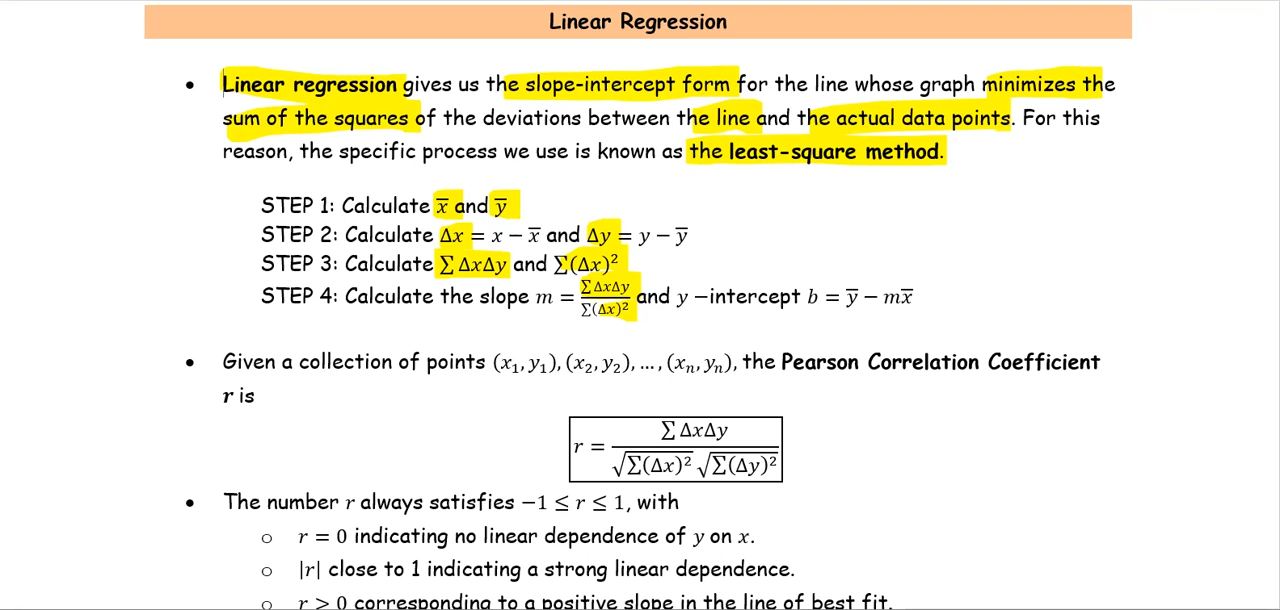 Linear Regression
• Linear regression gives us the slope-intercept form for the line whose graph minimizes the
sum of the squares of the deviations between the line and the actual data points. For this
reason, the specific process we use is known as the least-square method.
STEP 1: Calculate x̅ and y̅
STEP 2: Calculate Δx = x − x̅ and Δy = y − y̅
STEP 3: Calculate ∑ ΔxΔy and ∑(Δx)²
STEP 4: Calculate the slope m = ∑ ΔxΔy / ∑(Δx)² and y −intercept b = y̅ − mx̅
• Given a collection of points (x₁, y₁), (x₂, y₂), … , (xₙ, yₙ), the Pearson Correlation Coefficient
r is
r = ∑ ΔxΔy / √∑(Δx)² √∑(Δy)²
• The number r always satisfies −1 ≤ r ≤ 1, with
o r = 0 indicating no linear dependence of y on x.
o |r| close to 1 indicating a strong linear dependence.
o r > 0 corresponding to a positive slope in the line of best fit.